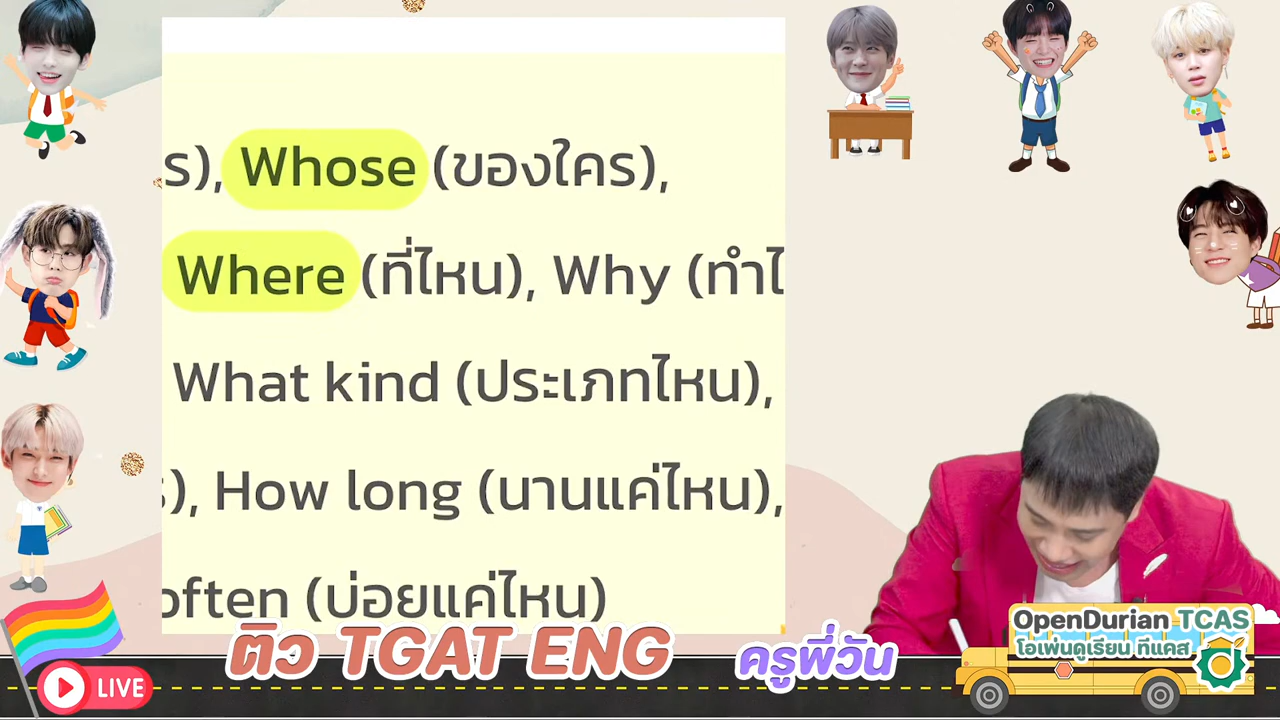 ร), Whose (ของใคร),
Where (ที่ไหน), Why (ทำไ
What kind (ประเภทไหน),
), How long (นานแค่ไหน),
often (บ่อยแค่ไหน)
ติว TGAT ENG
ครูพี่วัน
OpenDurian TCAS
โอเพ่นดูเรียน ทีแคส
LIVE